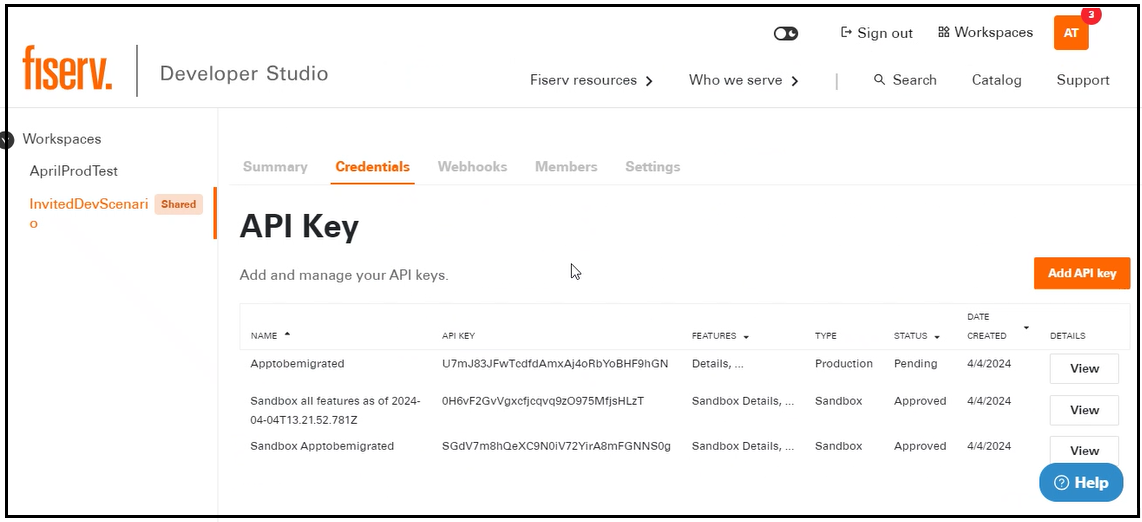 3
Sign out
Workspaces
AT
fiserv.
Developer Studio
Fiserv resources
Who we serve
Search
Catalog
Support
Workspaces
AprilProdTest
InvitedDevScenari
o
Shared
Summary
Credentials
Webhooks
Members
Settings
API Key
Add and manage your API keys.
Add API key
NAME
API KEY
FEATURES
TYPE
STATUS
DATE
CREATED
DETAILS
Apptobemigrated
U7mJ83JFwTcdfdAmxAj4oRbYoBHF9hGN
Details, ...
Production
Pending
4/4/2024
View
Sandbox all features as of 2024-
04-04T13.21.52.781Z
0H6vF2GvVgxcfjcqvq9zO975MfjsHLzT
Sandbox Details, ...
Sandbox
Approved
4/4/2024
View
Sandbox Apptobemigrated
SGdV7m8hQeXC9N0iV72YirA8mFGNNS0g
Sandbox Details, ...
Sandbox
Approved
4/4/2024
View
Help